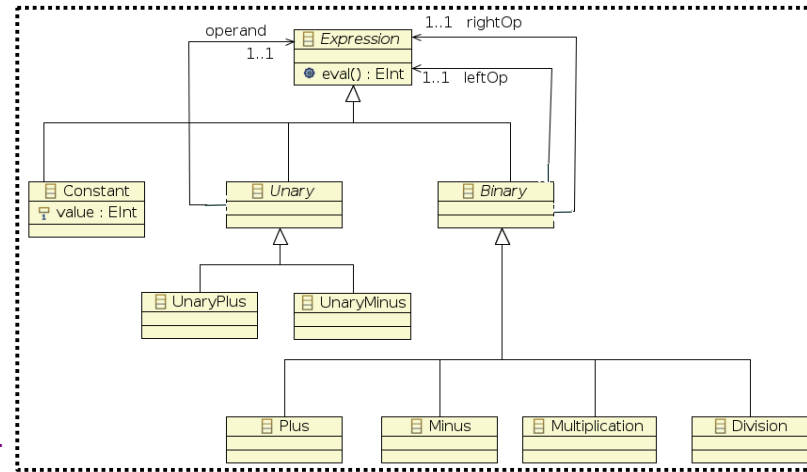 operand
1..1
Expression
eval() : EInt
1..1 rightOp
1..1 leftOp
Constant
value : EInt
Unary
Binary
UnaryPlus
UnaryMinus
Plus
Minus
Multiplication
Division